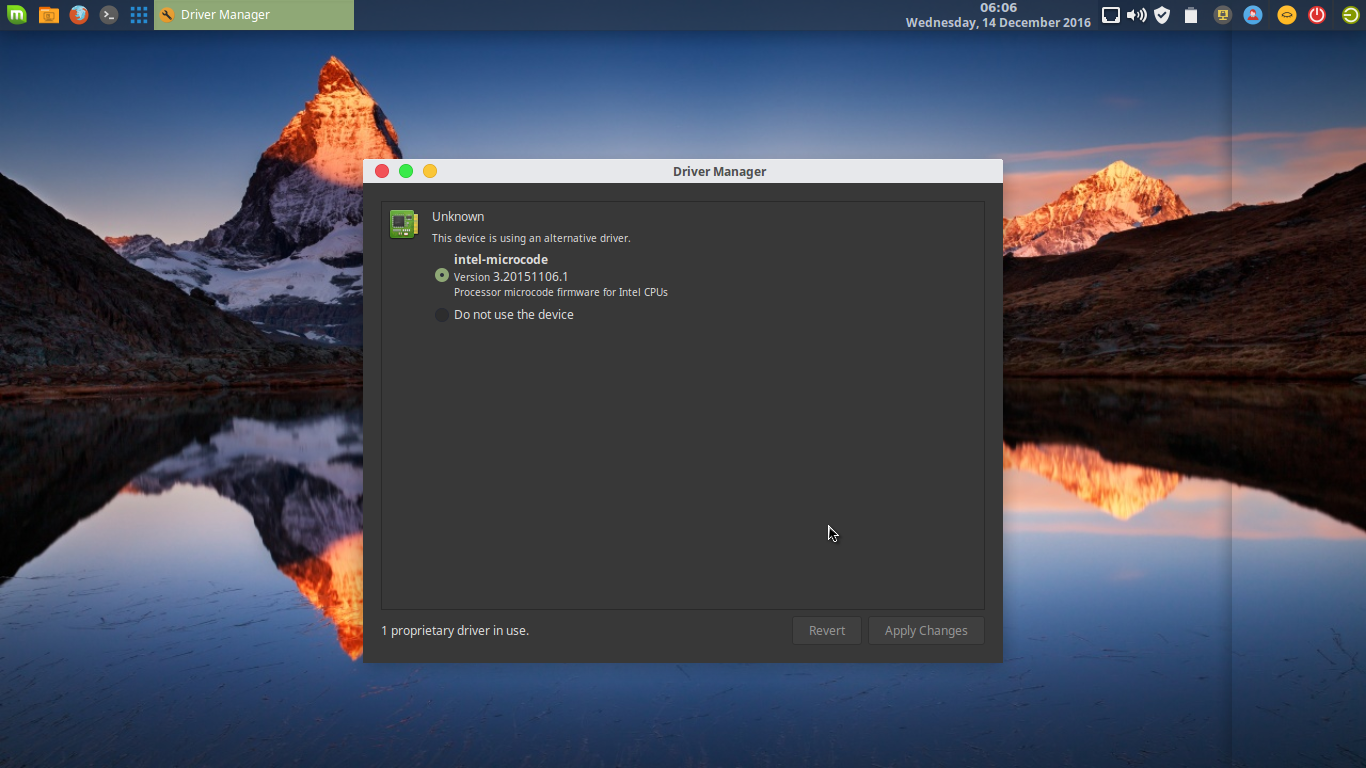 Driver Manager
06:06
Wednesday, 14 December 2016
Driver Manager
Unknown
This device is using an alternative driver.
intel-microcode
Version 3.20151106.1
Processor microcode firmware for Intel CPUs
Do not use the device
1 proprietary driver in use.
Revert
Apply Changes